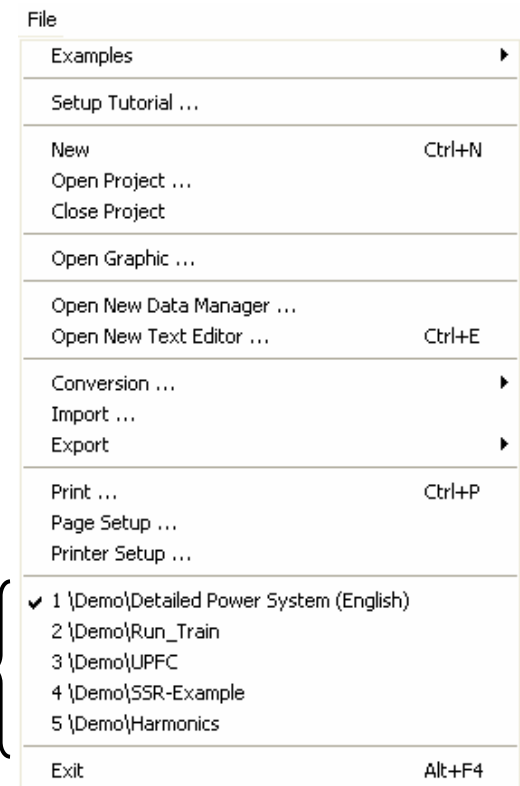 File
Examples
Setup Tutorial ...
New Ctrl+N
Open Project ...
Close Project
Open Graphic ...
Open New Data Manager ...
Open New Text Editor ... Ctrl+E
Conversion ...
Import ...
Export
Print ... Ctrl+P
Page Setup ...
Printer Setup ...
1 \Demo\Detailed Power System (English)
2 \Demo\Run_Train
3 \Demo\UPFC
4 \Demo\SSR-Example
5 \Demo\Harmonics
Exit Alt+F4